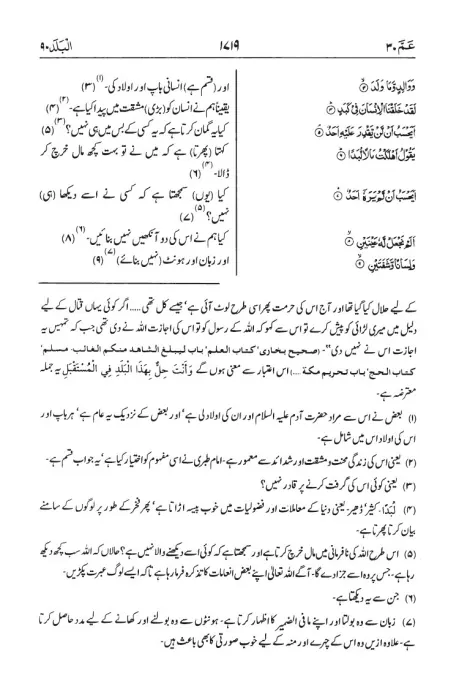 عَمَّ ۳۰
۱۷۱۹
الْبَلَد ۹۰
وَوَالِدٍ وَّمَا وَلَدَ ۙ
لَقَدْ خَلَقْنَا الْاِنْسَانَ فِيْ كَبَدٍ
اَيَحْسَبُ اَنْ لَّنْ يَّقْدِرَ عَلَيْهِ اَحَدٌ
يَقُوْلُ اَهْلَكْتُ مَالًا لُّبَدًا
اَيَحْسَبُ اَنْ لَّمْ يَرَهٗٓ اَحَدٌ
اَلَمْ نَجْعَلْ لَّهٗ عَيْنَيْنِ
وَلِسَانًا وَّشَفَتَيْنِ
اور (قسم ہے) انسانی باپ اور اولاد کی۔(۱) (۳)
یقیناً ہم نے انسان کو (بڑی) مشقت میں پیدا کیا ہے۔(۲) (۴)
کیا یہ گمان کرتا ہے کہ یہ کسی کے بس میں ہی نہیں؟(۳) (۵)
کہتا (پھرتا) ہے کہ میں نے تو بہت کچھ مال خرچ کر
ڈالا۔(۴) (۶)
کیا (یوں) سمجھتا ہے کہ کسی نے اسے دیکھا (ہی)
نہیں؟(۵) (۷)
کیا ہم نے اس کی دو آنکھیں نہیں بنائیں۔(۶) (۸)
اور زبان اور ہونٹ (نہیں بنائے)(۷) (۹)
کے لیے حلال کیا گیا تھا اور آج اس کی حرمت پھر اسی طرح لوٹ آئی ہے' جیسے کل تھی ..... اگر کوئی یہاں قتال کے لیے
دلیل میں میری لڑائی کو پیش کرے تو اس سے کہو کہ اللہ کے رسول کو تو اس کی اجازت اللہ نے دی تھی جب کہ تمہیں یہ
اجازت اس نے نہیں دی"۔ (صحیح بخاری' کتاب العلم' باب لیبلغ الشاهد منکم الغائب۔ مسلم'
کتاب الحج' باب تحریم مکة ....) اس اعتبار سے معنی ہوں گے وَأَنْتَ حِلٌّ بِهَذَا الْبَلَدِ فِي الْمُسْتَقْبَلِ یہ جملہ
معترضہ ہے۔
(۱) بعض نے اس سے مراد حضرت آدم علیہ السلام اور ان کی اولاد لی ہے' اور بعض کے نزدیک یہ عام ہے' ہر باپ اور
اس کی اولاد اس میں شامل ہے۔
(۲) یعنی اس کی زندگی محنت و مشقت اور شدائد سے معمور ہے۔ امام طبری نے اسی مفہوم کو اختیار کیا ہے' یہ جواب قسم ہے۔
(۳) یعنی کوئی اس کی گرفت کرنے پر قادر نہیں؟
(۴) لُبَدًا۔ کثیر' ڈھیر۔ یعنی دنیا کے معاملات اور فضولیات میں خوب پیسہ اڑاتا ہے' پھر فخر کے طور پر لوگوں کے سامنے
بیان کرتا پھرتا ہے۔
(۵) اس طرح اللہ کی نافرمانی میں مال خرچ کرتا ہے اور سمجھتا ہے کہ کوئی اسے دیکھنے والا نہیں ہے؟ حالاں کہ اللہ سب کچھ دیکھ
رہا ہے۔ جس پر وہ اسے جزا دے گا۔ آگے اللہ تعالیٰ اپنے بعض انعامات کا تذکرہ فرما رہا ہے تاکہ ایسے لوگ عبرت پکڑیں۔
(۶) جن سے یہ دیکھتا ہے۔
(۷) زبان سے وہ بولتا اور اپنے مافی الضمیر کا اظہار کرتا ہے۔ ہونٹوں سے وہ بولنے اور کھانے کے لیے مدد حاصل کرتا
ہے۔ علاوہ ازیں وہ اس کے چہرے اور منہ کے لیے خوب صورتی کا بھی باعث ہیں۔